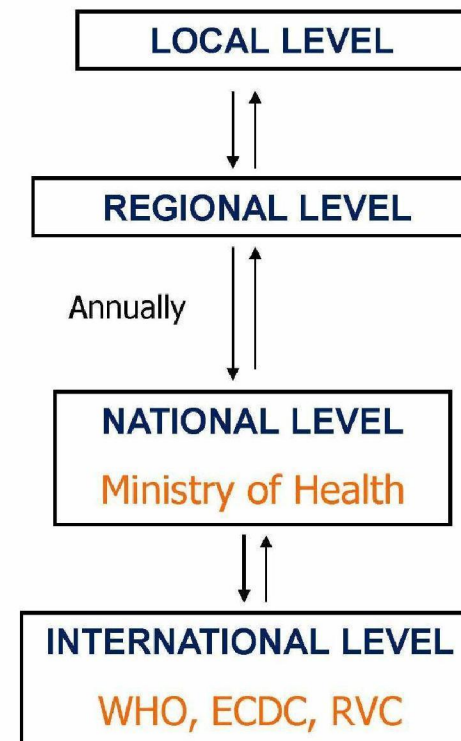 LOCAL LEVEL
REGIONAL LEVEL
Annually
NATIONAL LEVEL
Ministry of Health
INTERNATIONAL LEVEL
WHO, ECDC, RVC